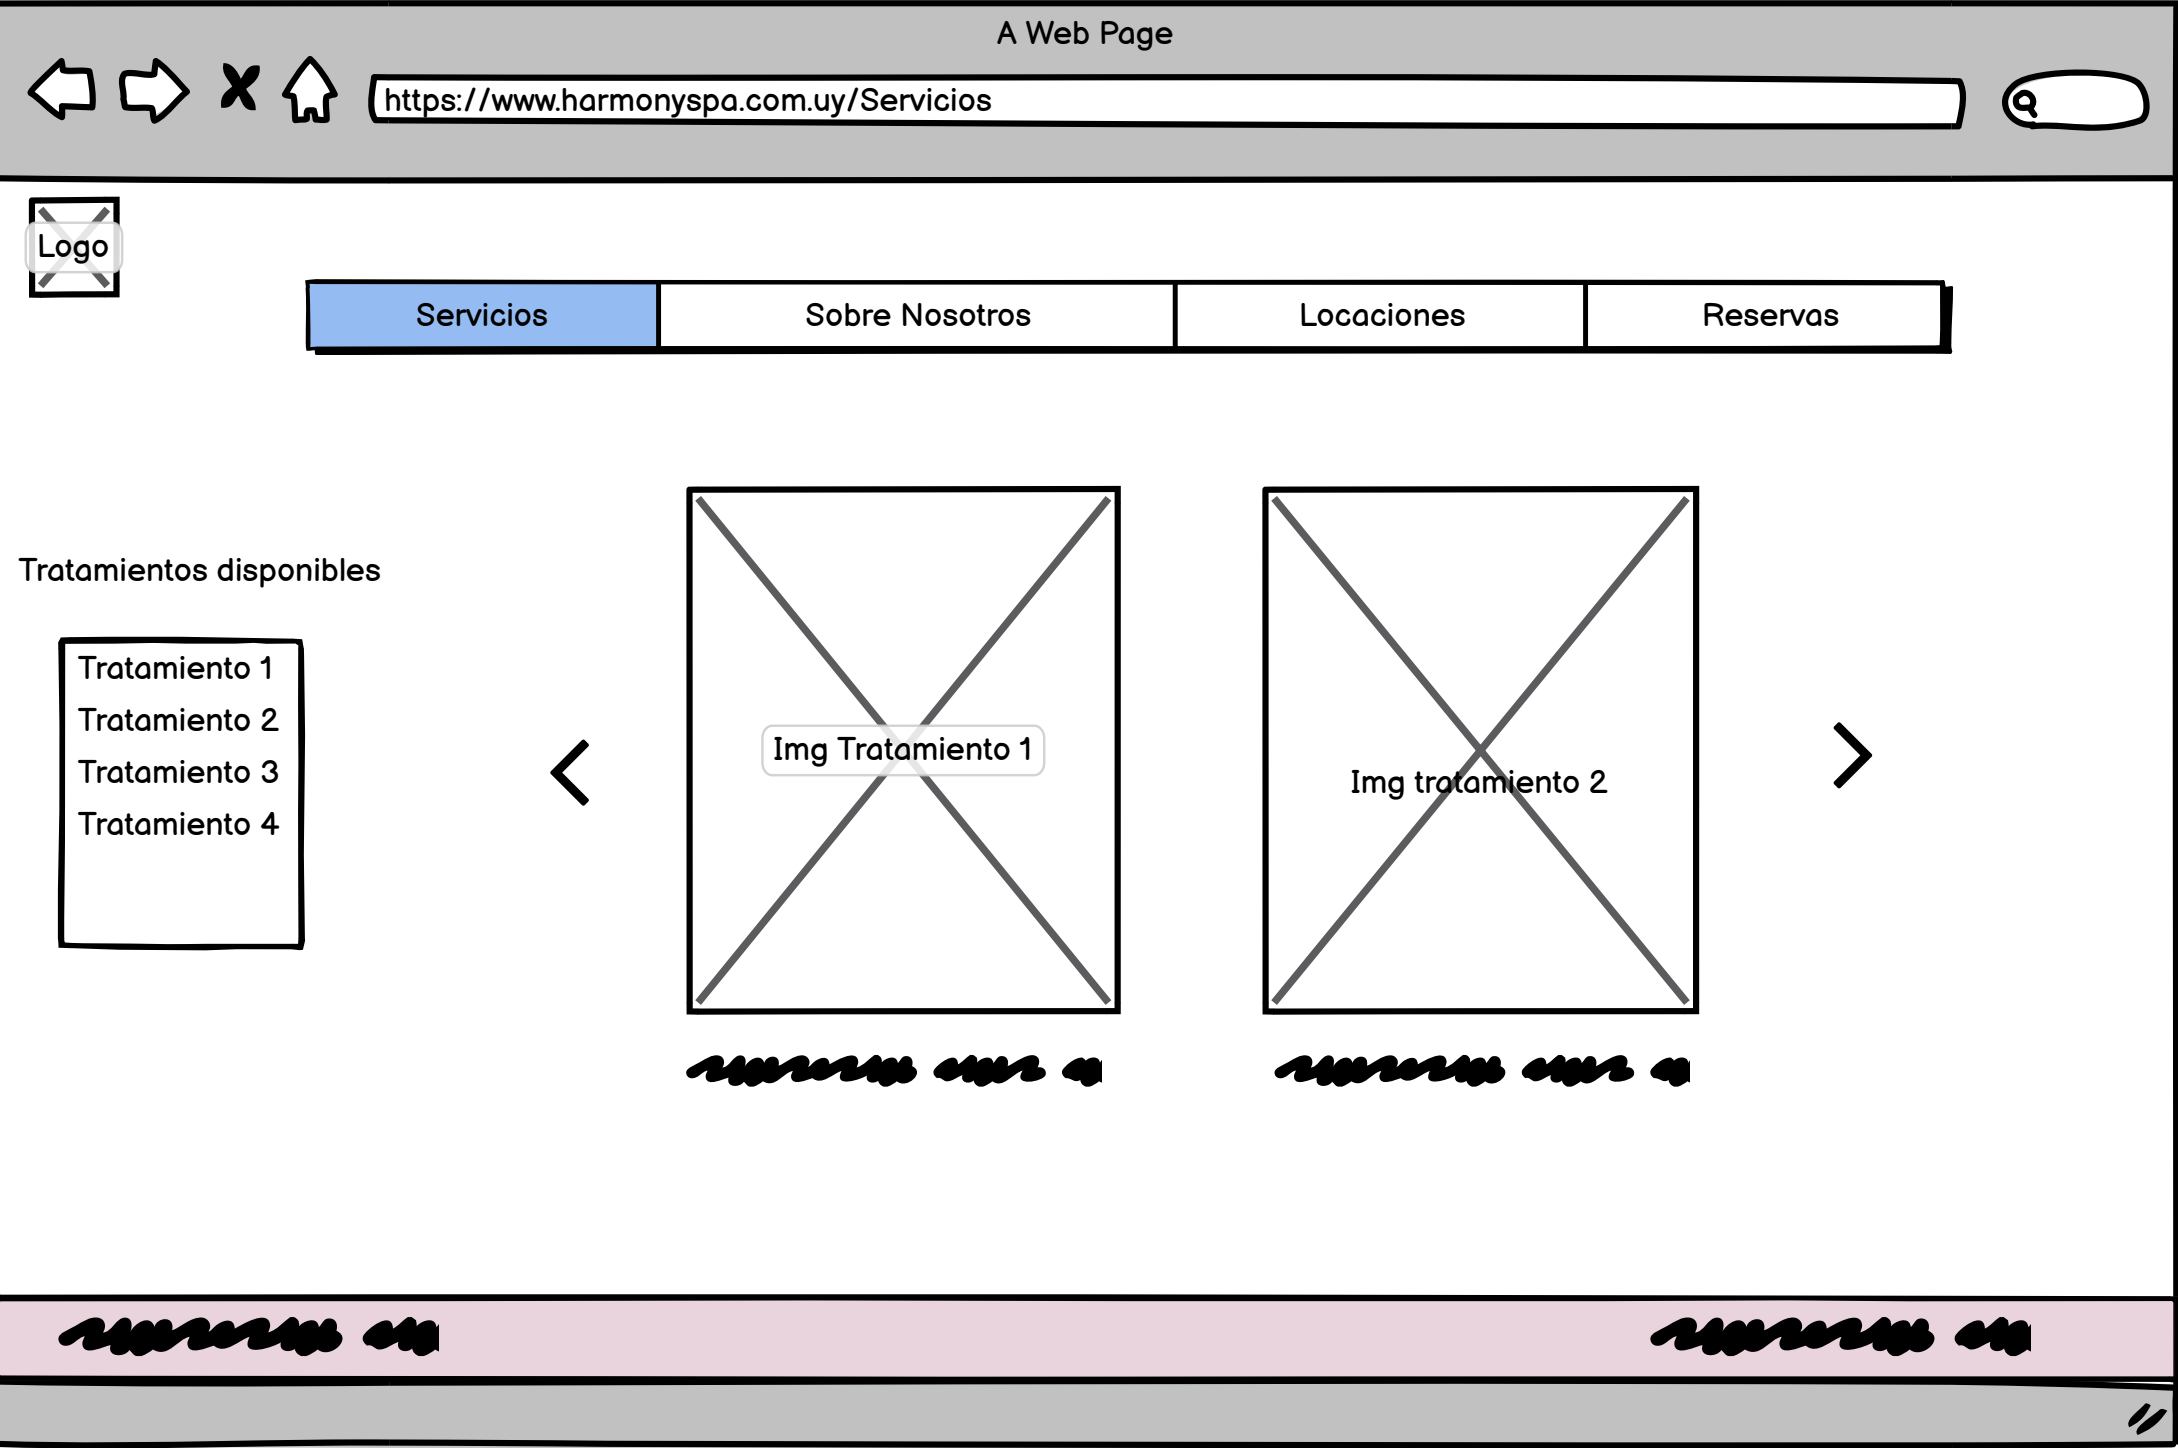 A Web Page
https://www.harmonyspa.com.uy/Servicios
Logo
Servicios Sobre Nosotros Locaciones Reservas
Tratamientos disponibles
Tratamiento 1
Tratamiento 2
Tratamiento 3
Tratamiento 4
Img Tratamiento 1
Img tratamiento 2